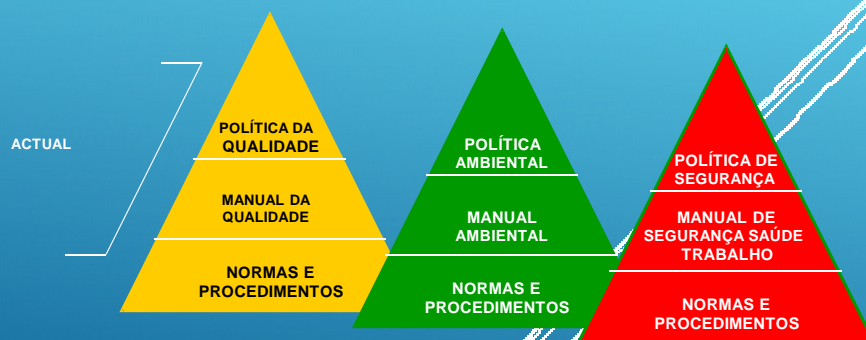 ACTUAL
POLÍTICA DA
QUALIDADE
MANUAL DA
QUALIDADE
NORMAS E
PROCEDIMENTOS
POLÍTICA
AMBIENTAL
MANUAL
AMBIENTAL
NORMAS E
PROCEDIMENTOS
POLÍTICA DE
SEGURANÇA
MANUAL DE
SEGURANÇA SAÚDE
TRABALHO
NORMAS E
PROCEDIMENTOS